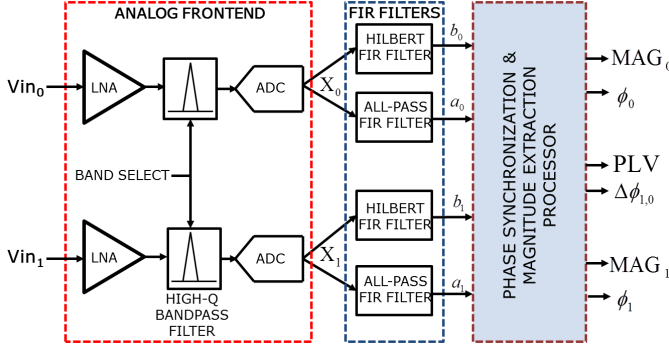 ANALOG FRONTEND
FIR FILTERS
Vin₀
LNA
ADC
X₀
HILBERT
FIR FILTER
b₀
ALL-PASS
FIR FILTER
a₀
BAND SELECT
Vin₁
LNA
HIGH-Q
BANDPASS
FILTER
ADC
X₁
HILBERT
FIR FILTER
b₁
ALL-PASS
FIR FILTER
a₁
PHASE SYNCHRONIZATION &
MAGNITUDE EXTRACTION
PROCESSOR
MAG₀
ϕ₀
PLV
Δϕ₁,₀
MAG₁
ϕ₁